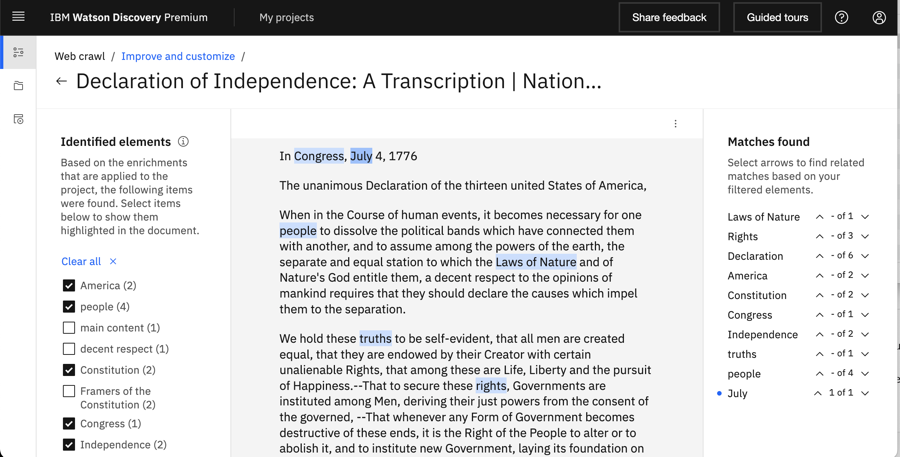 IBM Watson Discovery Premium
My projects
Share feedback
Guided tours
Web crawl / Improve and customize /
← Declaration of Independence: A Transcription | Nation...
Identified elements
Based on the enrichments
that are applied to the
project, the following items
were found. Select items
below to show them
highlighted in the document.
Clear all ×
America (2)
people (4)
main content (1)
decent respect (1)
Constitution (2)
Framers of the
Constitution (2)
Congress (1)
Independence (2)
In Congress, July 4, 1776
The unanimous Declaration of the thirteen united States of America,
When in the Course of human events, it becomes necessary for one
people to dissolve the political bands which have connected them
with another, and to assume among the powers of the earth, the
separate and equal station to which the Laws of Nature and of
Nature's God entitle them, a decent respect to the opinions of
mankind requires that they should declare the causes which impel
them to the separation.
We hold these truths to be self-evident, that all men are created
equal, that they are endowed by their Creator with certain
unalienable Rights, that among these are Life, Liberty and the pursuit
of Happiness.--That to secure these rights, Governments are
instituted among Men, deriving their just powers from the consent of
the governed, --That whenever any Form of Government becomes
destructive of these ends, it is the Right of the People to alter or to
abolish it, and to institute new Government, laying its foundation on
Matches found
Select arrows to find related
matches based on your
filtered elements.
Laws of Nature - of 1
Rights - of 3
Declaration - of 6
America - of 2
Constitution - of 2
Congress - of 1
Independence - of 2
truths - of 1
people - of 4
July 1 of 1